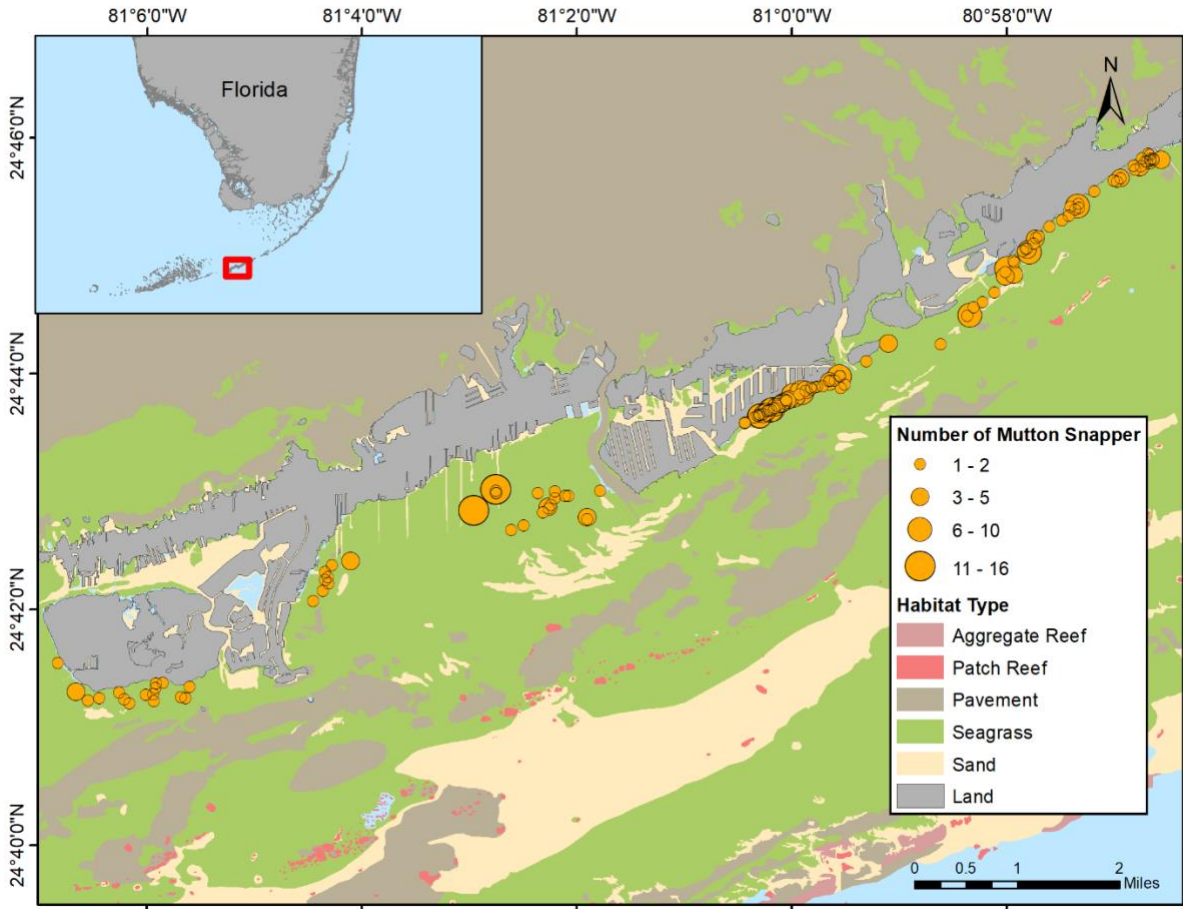 81°6'0"W 81°4'0"W 81°2'0"W 81°0'0"W 80°58'0"W
Florida
N
24°46'0"N
24°44'0"N
24°42'0"N
24°40'0"N
Number of Mutton Snapper
1 - 2
3 - 5
6 - 10
11 - 16
Habitat Type
Aggregate Reef
Patch Reef
Pavement
Seagrass
Sand
Land
0 0.5 1 2
Miles